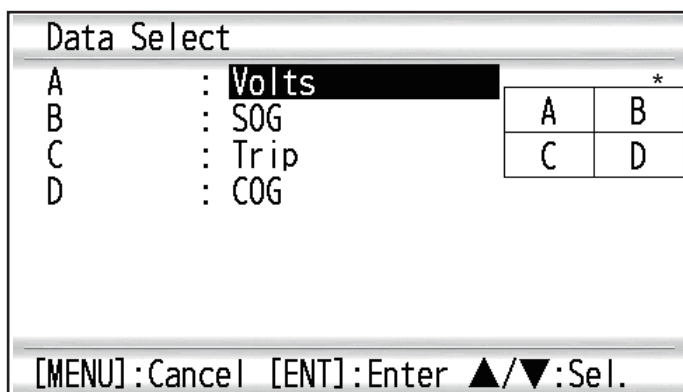 Data Select
A : Volts
B : SOG
C : Trip
D : COG
*
A B
C D
[MENU]:Cancel [ENT]:Enter ▲/▼:Sel.